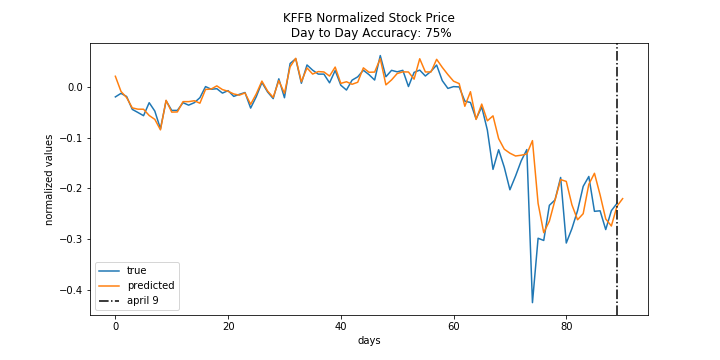 KFFB Normalized Stock Price
Day to Day Accuracy: 75%
normalized values
0.0
−0.1
−0.2
−0.3
−0.4
true
predicted
april 9
0
20
40
60
80
days